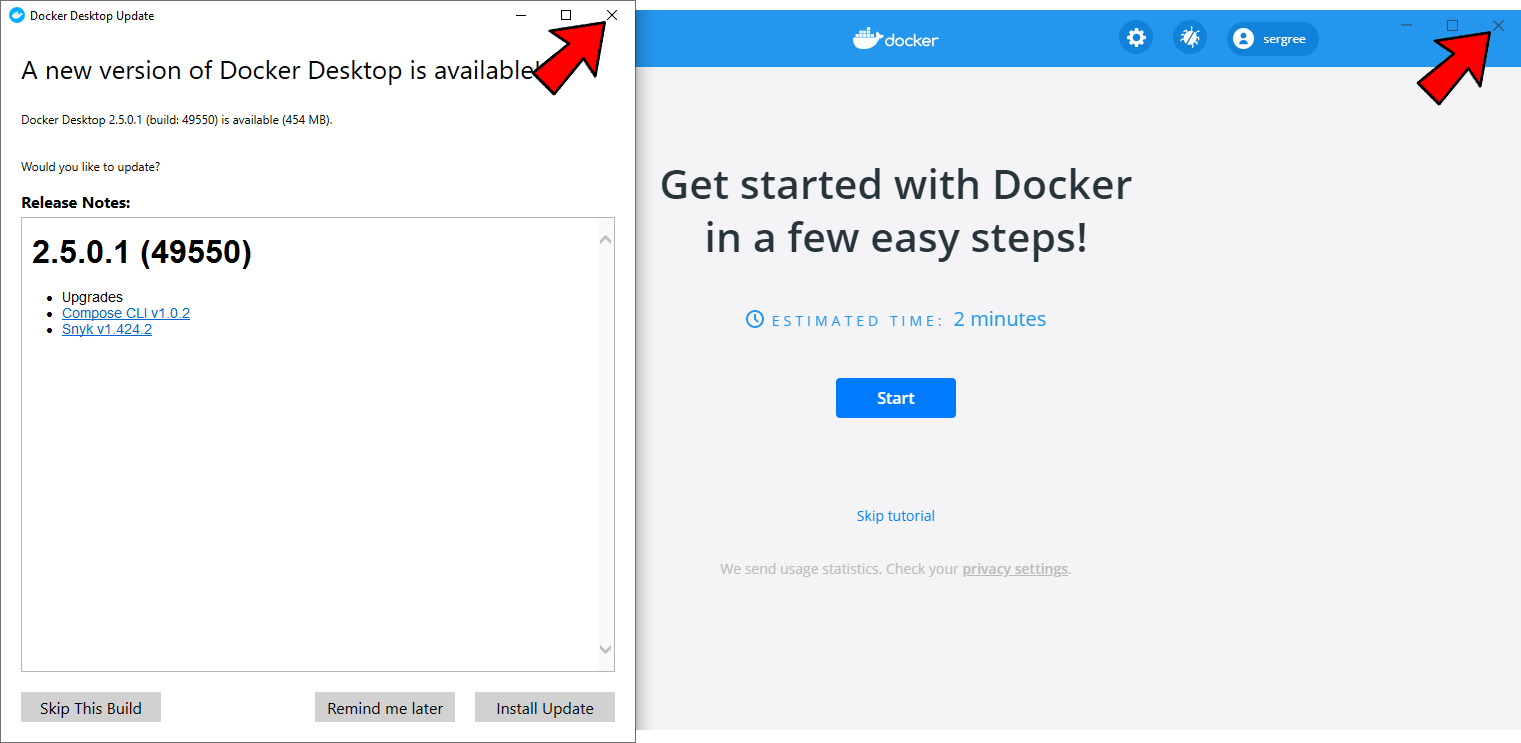 Docker Desktop Update
A new version of Docker Desktop is available!
Docker Desktop 2.5.0.1 (build: 49550) is available (454 MB).
Would you like to update?
Release Notes:
2.5.0.1 (49550)
Upgrades
Compose CLI v1.0.2
Snyk v1.424.2
Skip This Build
Remind me later
Install Update
docker
sergree
Get started with Docker
in a few easy steps!
ESTIMATED TIME: 2 minutes
Start
Skip tutorial
We send usage statistics. Check your privacy settings.